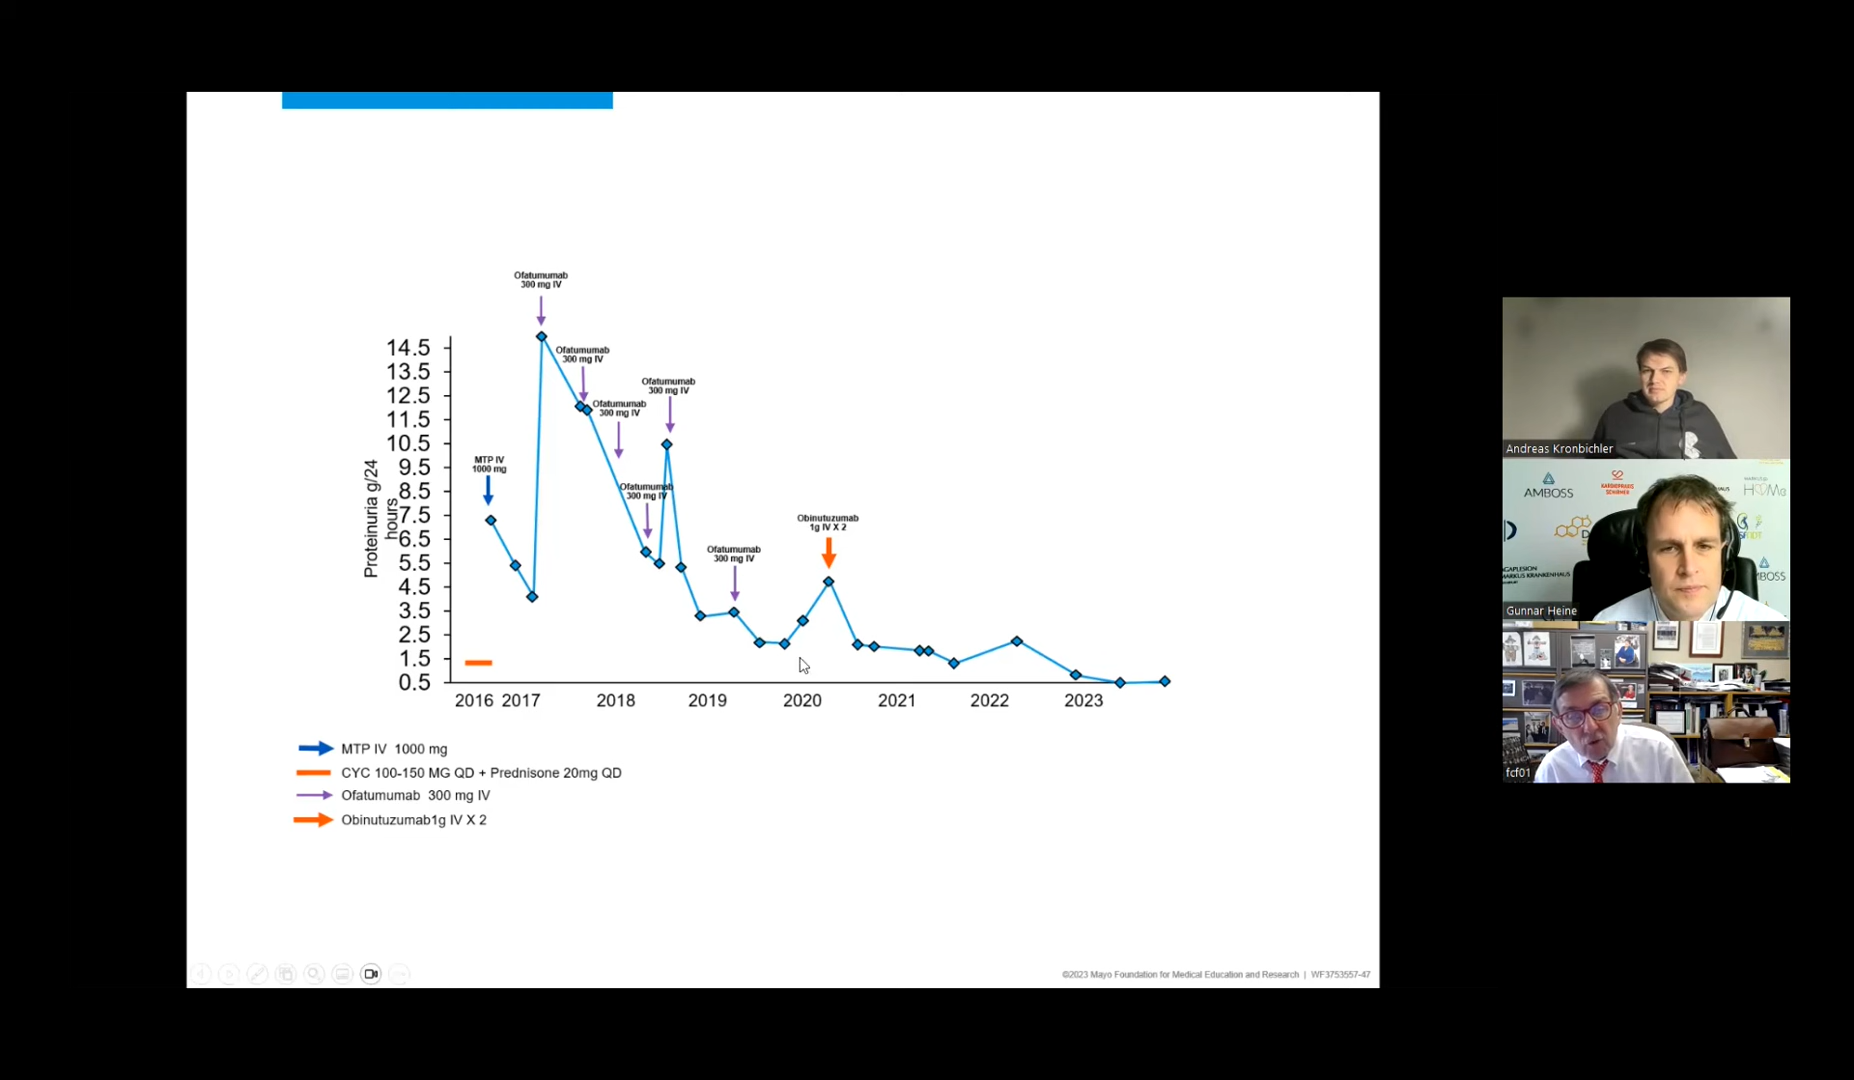 Ofatumumab
300 mg IV
Ofatumumab
300 mg IV
Ofatumumab
300 mg IV
Ofatumumab
300 mg IV
Ofatumumab
300 mg IV
MTP IV
1000 mg
Obinutuzumab
1g IV X 2
Ofatumumab
300 mg IV
Proteinuria g/24
hours
14.5
13.5
12.5
11.5
10.5
9.5
8.5
7.5
6.5
5.5
4.5
3.5
2.5
1.5
0.5
2016 2017 2018 2019 2020 2021 2022 2023
MTP IV 1000 mg
CYC 100-150 MG QD + Prednisone 20mg QD
Ofatumumab 300 mg IV
Obinutuzumab1g IV X 2
©2023 Mayo Foundation for Medical Education and Research | WF3753557-47
Andreas Kronbichler
AMBOSS
KARDIOPRAXIS
SCHIRMER
MARKUS KRANKENHAUS
Gunnar Heine
fcf01